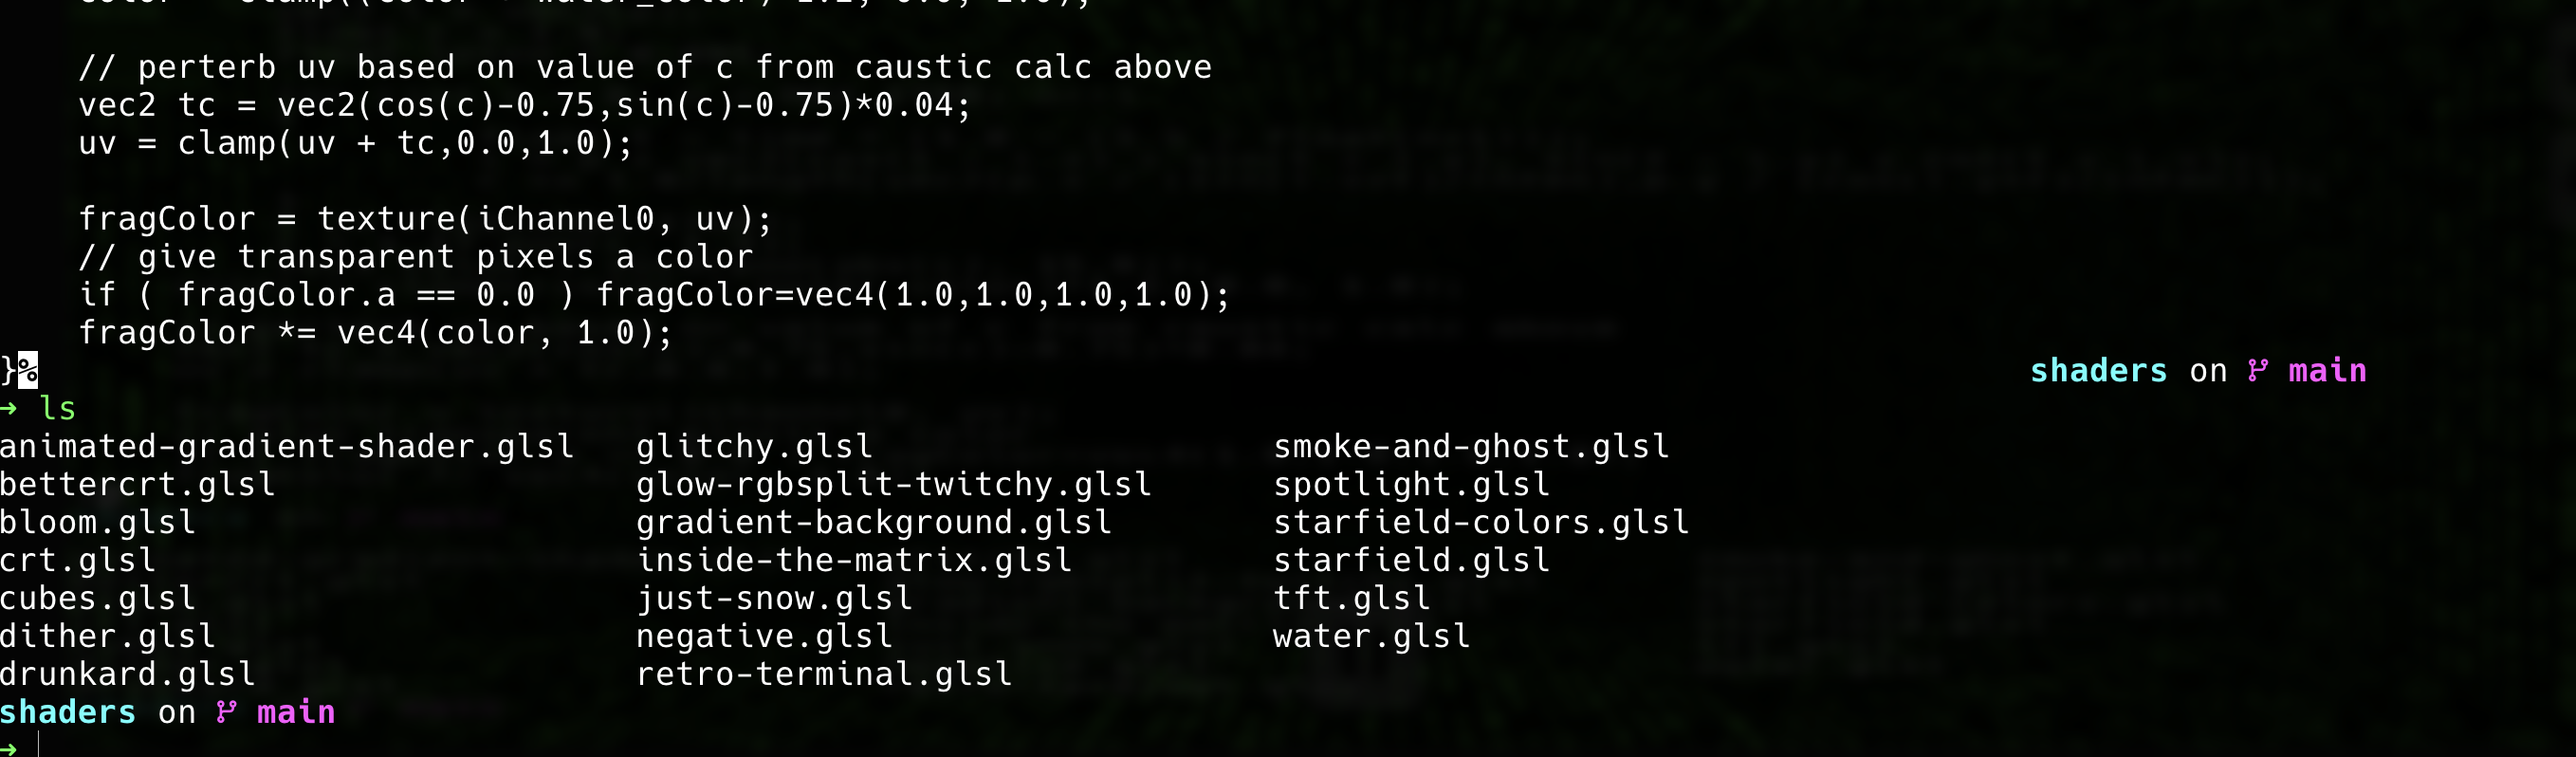 // perterb uv based on value of c from caustic calc above
    vec2 tc = vec2(cos(c)-0.75,sin(c)-0.75)*0.04;
    uv = clamp(uv + tc,0.0,1.0);
    fragColor = texture(iChannel0, uv);
    // give transparent pixels a color
    if ( fragColor.a == 0.0 ) fragColor=vec4(1.0,1.0,1.0,1.0);
    fragColor *= vec4(color, 1.0);
}% shaders on main
→ ls
animated-gradient-shader.glsl glitchy.glsl smoke-and-ghost.glsl
bettercrt.glsl glow-rgbsplit-twitchy.glsl spotlight.glsl
bloom.glsl gradient-background.glsl starfield-colors.glsl
crt.glsl inside-the-matrix.glsl starfield.glsl
cubes.glsl just-snow.glsl tft.glsl
dither.glsl negative.glsl water.glsl
drunkard.glsl retro-terminal.glsl
shaders on main
→